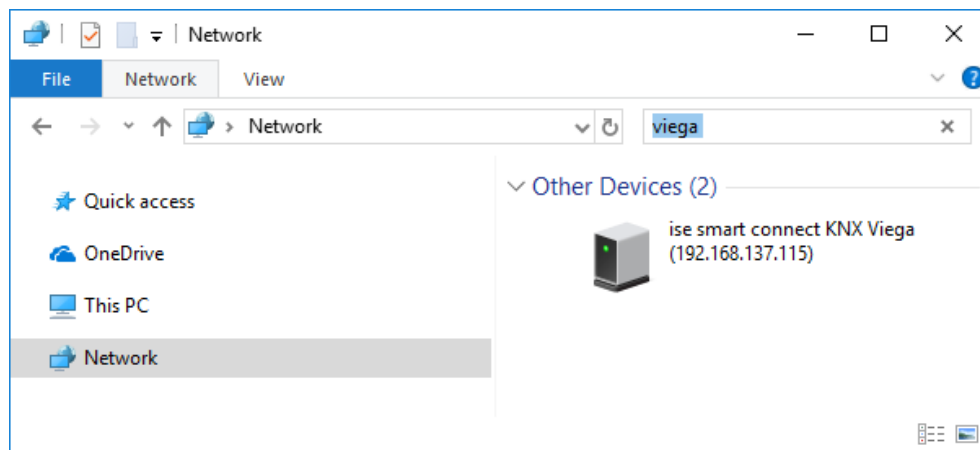 Network
File Network View
Network viega
Quick access
OneDrive
This PC
Network
Other Devices (2)
ise smart connect KNX Viega
(192.168.137.115)